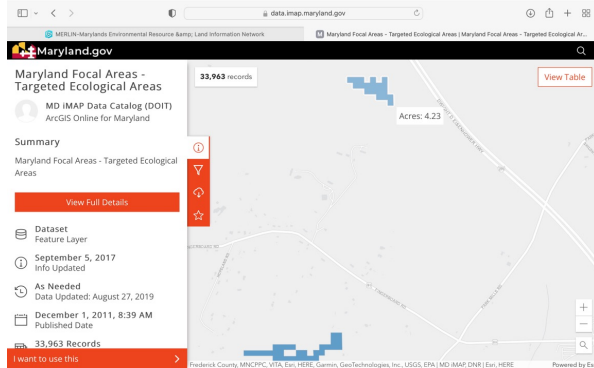 data.imap.maryland.gov
MERLIN~Marylands Environmental Resource &amp; Land Information Network
Maryland Focal Areas - Targeted Ecological Areas | Maryland Focal Areas - Targeted Ecological Ar...
Maryland.gov
Maryland Focal Areas -
Targeted Ecological Areas
MD iMAP Data Catalog (DOIT)
ArcGIS Online for Maryland
Summary
Maryland Focal Areas - Targeted Ecological
Areas
View Full Details
Dataset
Feature Layer
September 5, 2017
Info Updated
As Needed
Data Updated: August 27, 2019
December 1, 2011, 8:39 AM
Published Date
33,963 Records
I want to use this
33,963 records
View Table
Acres: 4.23
Frederick County, MNCPPC, VITA, Esri, HERE, Garmin, GeoTechnologies, Inc., USGS, EPA | MD iMAP, DNR | Esri, HERE
Powered by Es